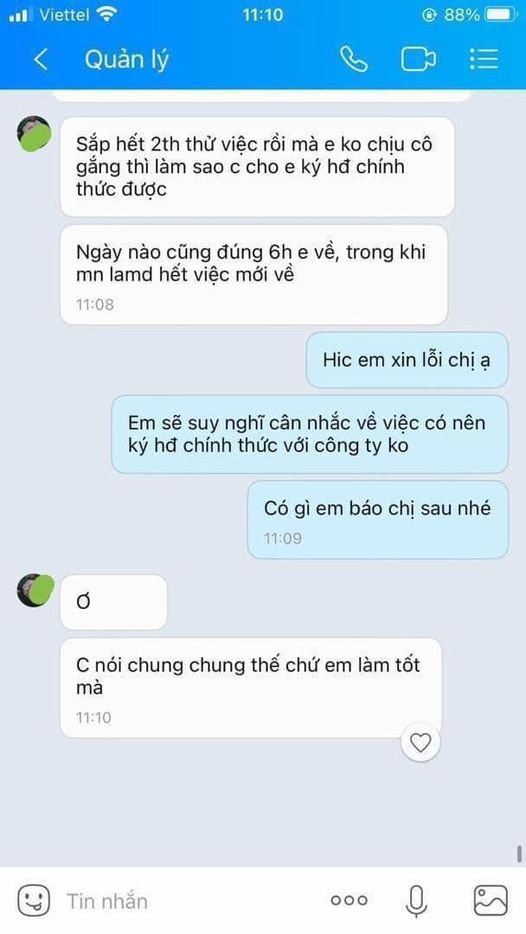 Viettel 11:10 88%
Quản lý
Sắp hết 2th thử việc rồi mà e ko chịu cô
gắng thì làm sao c cho e ký hđ chính
thức được
Ngày nào cũng đúng 6h e về, trong khi
mn lamd hết việc mới về
11:08
Hic em xin lỗi chị ạ
Em sẽ suy nghĩ cân nhắc về việc có nên
ký hđ chính thức với công ty ko
Có gì em báo chị sau nhé
11:09
Ơ
C nói chung chung thế chứ em làm tốt
mà
11:10
Tin nhắn